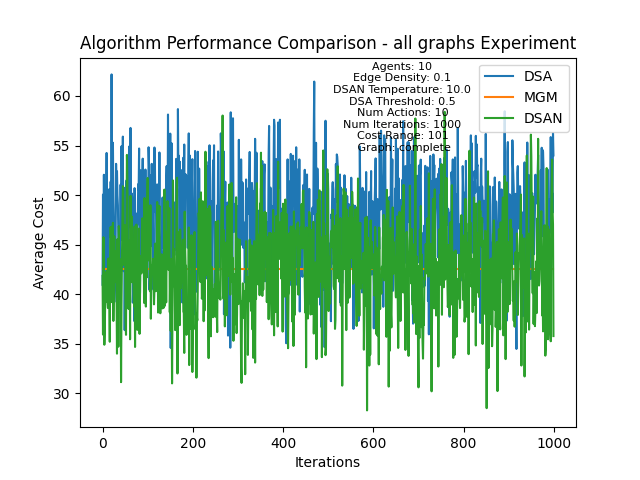 Algorithm Performance Comparison - all graphs Experiment
Agents: 10
Edge Density: 0.1
DSAN Temperature: 10.0
DSA Threshold: 0.5
Num Actions: 10
Num Iterations: 1000
Cost Range: 101
Graph: complete
DSA
MGM
DSAN
Average Cost
60
55
50
45
40
35
30
0 200 400 600 800 1000
Iterations